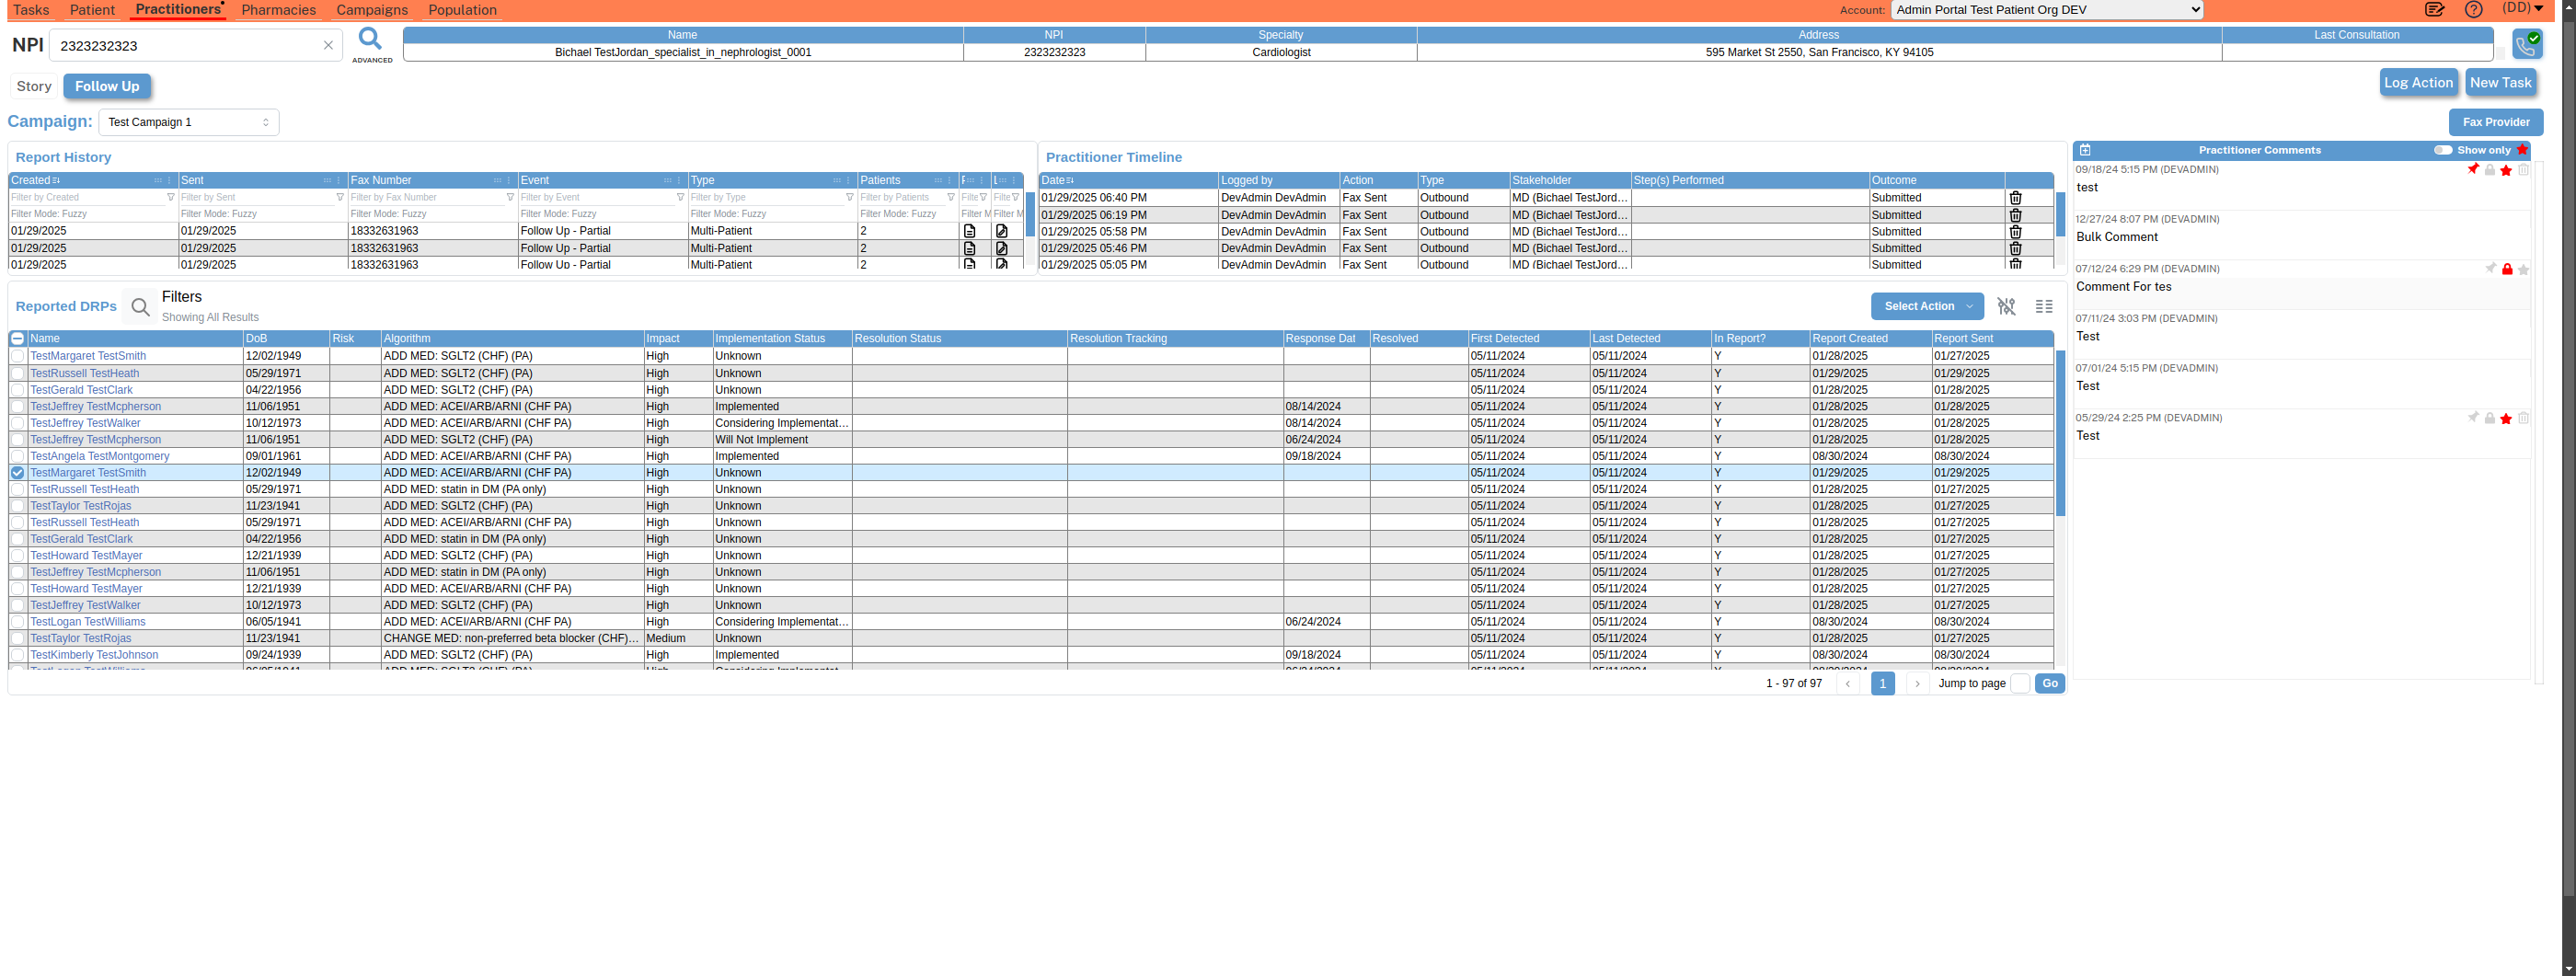 Tasks Patient Practitioners Pharmacies Campaigns Population Account: Admin Portal Test Patient Org DEV (DD)
NPI 2323232323 ADVANCED
Name NPI Specialty Address Last Consultation
Bichael TestJordan_specialist_in_nephrologist_0001 2323232323 Cardiologist 595 Market St 2550, San Francisco, KY 94105
Story Follow Up Log Action New Task
Campaign: Test Campaign 1 Fax Provider
Report History
Created Sent Fax Number Event Type Patients
Filter by Created Filter by Sent Filter by Fax Number Filter by Event Filter by Type Filter by Patients Filte Filte
Filter Mode: Fuzzy Filter Mode: Fuzzy Filter Mode: Fuzzy Filter Mode: Fuzzy Filter Mode: Fuzzy Filter Mode: Fuzzy Filter M Filter M
01/29/2025 01/29/2025 18332631963 Follow Up - Partial Multi-Patient 2
01/29/2025 01/29/2025 18332631963 Follow Up - Partial Multi-Patient 2
01/29/2025 01/29/2025 18332631963 Follow Up - Partial Multi-Patient 2
Practitioner Timeline
Date Logged by Action Type Stakeholder Step(s) Performed Outcome
01/29/2025 06:40 PM DevAdmin DevAdmin Fax Sent Outbound MD (Bichael TestJord... Submitted
01/29/2025 06:19 PM DevAdmin DevAdmin Fax Sent Outbound MD (Bichael TestJord... Submitted
01/29/2025 05:58 PM DevAdmin DevAdmin Fax Sent Outbound MD (Bichael TestJord... Submitted
01/29/2025 05:46 PM DevAdmin DevAdmin Fax Sent Outbound MD (Bichael TestJord... Submitted
01/29/2025 05:05 PM DevAdmin DevAdmin Fax Sent Outbound MD (Bichael TestJord... Submitted
Practitioner Comments Show only
09/18/24 5:15 PM (DEVADMIN)
test
12/27/24 8:07 PM (DEVADMIN)
Bulk Comment
07/12/24 6:29 PM (DEVADMIN)
Comment For tes
07/11/24 3:03 PM (DEVADMIN)
Test
07/01/24 5:15 PM (DEVADMIN)
Test
05/29/24 2:25 PM (DEVADMIN)
Test
Reported DRPs Filters
Showing All Results
Select Action
Name DoB Risk Algorithm Impact Implementation Status Resolution Status Resolution Tracking Response Dat Resolved First Detected Last Detected In Report? Report Created Report Sent
TestMargaret TestSmith 12/02/1949 ADD MED: SGLT2 (CHF) (PA) High Unknown 05/11/2024 05/11/2024 Y 01/28/2025 01/27/2025
TestRussell TestHeath 05/29/1971 ADD MED: SGLT2 (CHF) (PA) High Unknown 05/11/2024 05/11/2024 Y 01/29/2025 01/29/2025
TestGerald TestClark 04/22/1956 ADD MED: SGLT2 (CHF) (PA) High Unknown 05/11/2024 05/11/2024 Y 01/28/2025 01/28/2025
TestJeffrey TestMcpherson 11/06/1951 ADD MED: ACEI/ARB/ARNI (CHF PA) High Implemented 08/14/2024 05/11/2024 05/11/2024 Y 01/28/2025 01/28/2025
TestJeffrey TestWalker 10/12/1973 ADD MED: ACEI/ARB/ARNI (CHF PA) High Considering Implementat... 08/14/2024 05/11/2024 05/11/2024 Y 01/28/2025 01/28/2025
TestJeffrey TestMcpherson 11/06/1951 ADD MED: SGLT2 (CHF) (PA) High Will Not Implement 06/24/2024 05/11/2024 05/11/2024 Y 01/28/2025 01/28/2025
TestAngela TestMontgomery 09/01/1961 ADD MED: ACEI/ARB/ARNI (CHF PA) High Implemented 09/18/2024 05/11/2024 05/11/2024 Y 08/30/2024 08/30/2024
TestMargaret TestSmith 12/02/1949 ADD MED: ACEI/ARB/ARNI (CHF PA) High Unknown 05/11/2024 05/11/2024 Y 01/29/2025 01/29/2025
TestRussell TestHeath 05/29/1971 ADD MED: statin in DM (PA only) High Unknown 05/11/2024 05/11/2024 Y 01/28/2025 01/27/2025
TestTaylor TestRojas 11/23/1941 ADD MED: SGLT2 (CHF) (PA) High Unknown 05/11/2024 05/11/2024 Y 01/28/2025 01/27/2025
TestRussell TestHeath 05/29/1971 ADD MED: ACEI/ARB/ARNI (CHF PA) High Unknown 05/11/2024 05/11/2024 Y 01/28/2025 01/27/2025
TestGerald TestClark 04/22/1956 ADD MED: statin in DM (PA only) High Unknown 05/11/2024 05/11/2024 Y 01/28/2025 01/27/2025
TestHoward TestMayer 12/21/1939 ADD MED: SGLT2 (CHF) (PA) High Unknown 05/11/2024 05/11/2024 Y 01/28/2025 01/27/2025
TestJeffrey TestMcpherson 11/06/1951 ADD MED: statin in DM (PA only) High Unknown 05/11/2024 05/11/2024 Y 01/28/2025 01/27/2025
TestHoward TestMayer 12/21/1939 ADD MED: ACEI/ARB/ARNI (CHF PA) High Unknown 05/11/2024 05/11/2024 Y 01/28/2025 01/27/2025
TestJeffrey TestWalker 10/12/1973 ADD MED: SGLT2 (CHF) (PA) High Unknown 05/11/2024 05/11/2024 Y 01/28/2025 01/27/2025
TestLogan TestWilliams 06/05/1941 ADD MED: ACEI/ARB/ARNI (CHF PA) High Considering Implementat... 06/24/2024 05/11/2024 05/11/2024 Y 08/30/2024 08/30/2024
TestTaylor TestRojas 11/23/1941 CHANGE MED: non-preferred beta blocker (CHF)... Medium Unknown 05/11/2024 05/11/2024 Y 01/28/2025 01/27/2025
TestKimberly TestJohnson 09/24/1939 ADD MED: SGLT2 (CHF) (PA) High Implemented 09/18/2024 05/11/2024 05/11/2024 Y 08/30/2024 08/30/2024
1 - 97 of 97 1 Jump to page Go